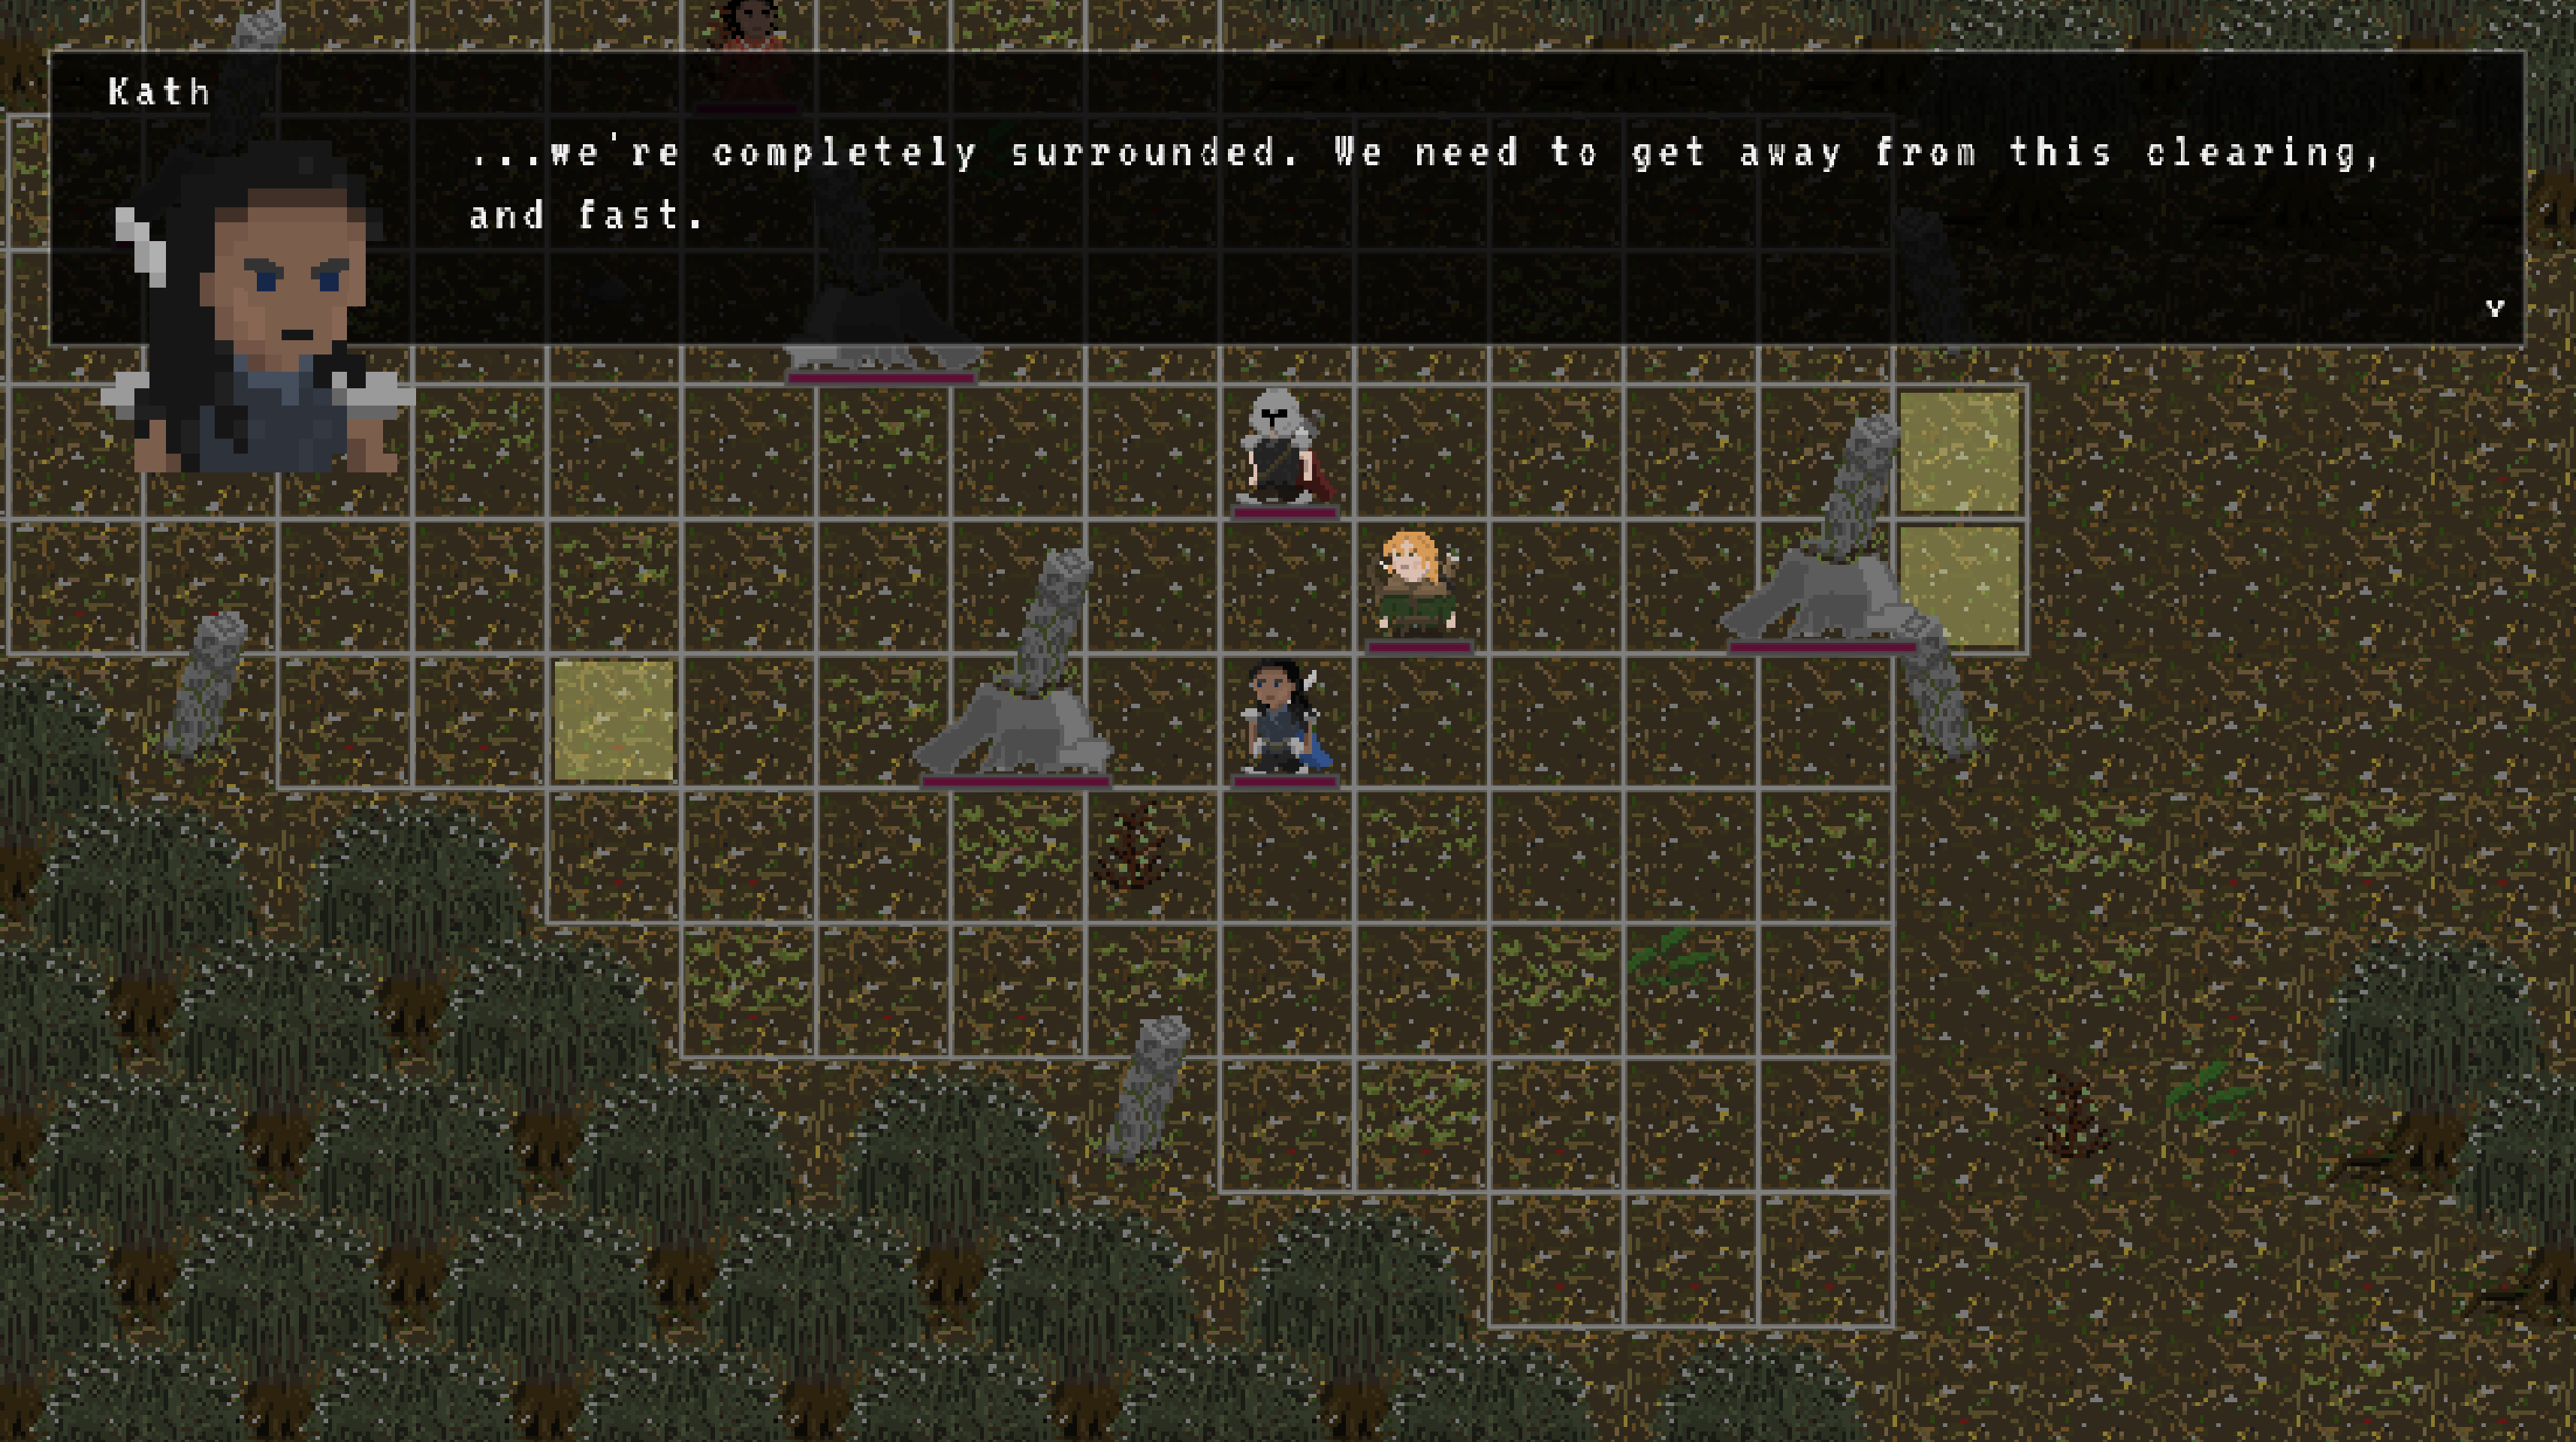 Kath
...we're completely surrounded. We need to get away from this clearing,
and fast.
v